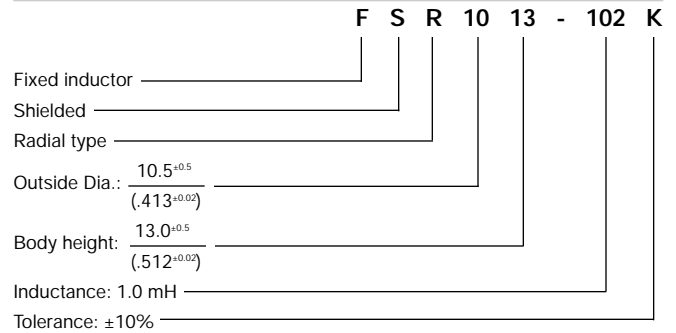 F S R 10 13 - 102 K
Fixed inductor
Shielded
Radial type
Outside Dia.: 10.5±0.5
(.413±0.02)
Body height: 13.0±0.5
(.512±0.02)
Inductance: 1.0 mH
Tolerance: ±10%